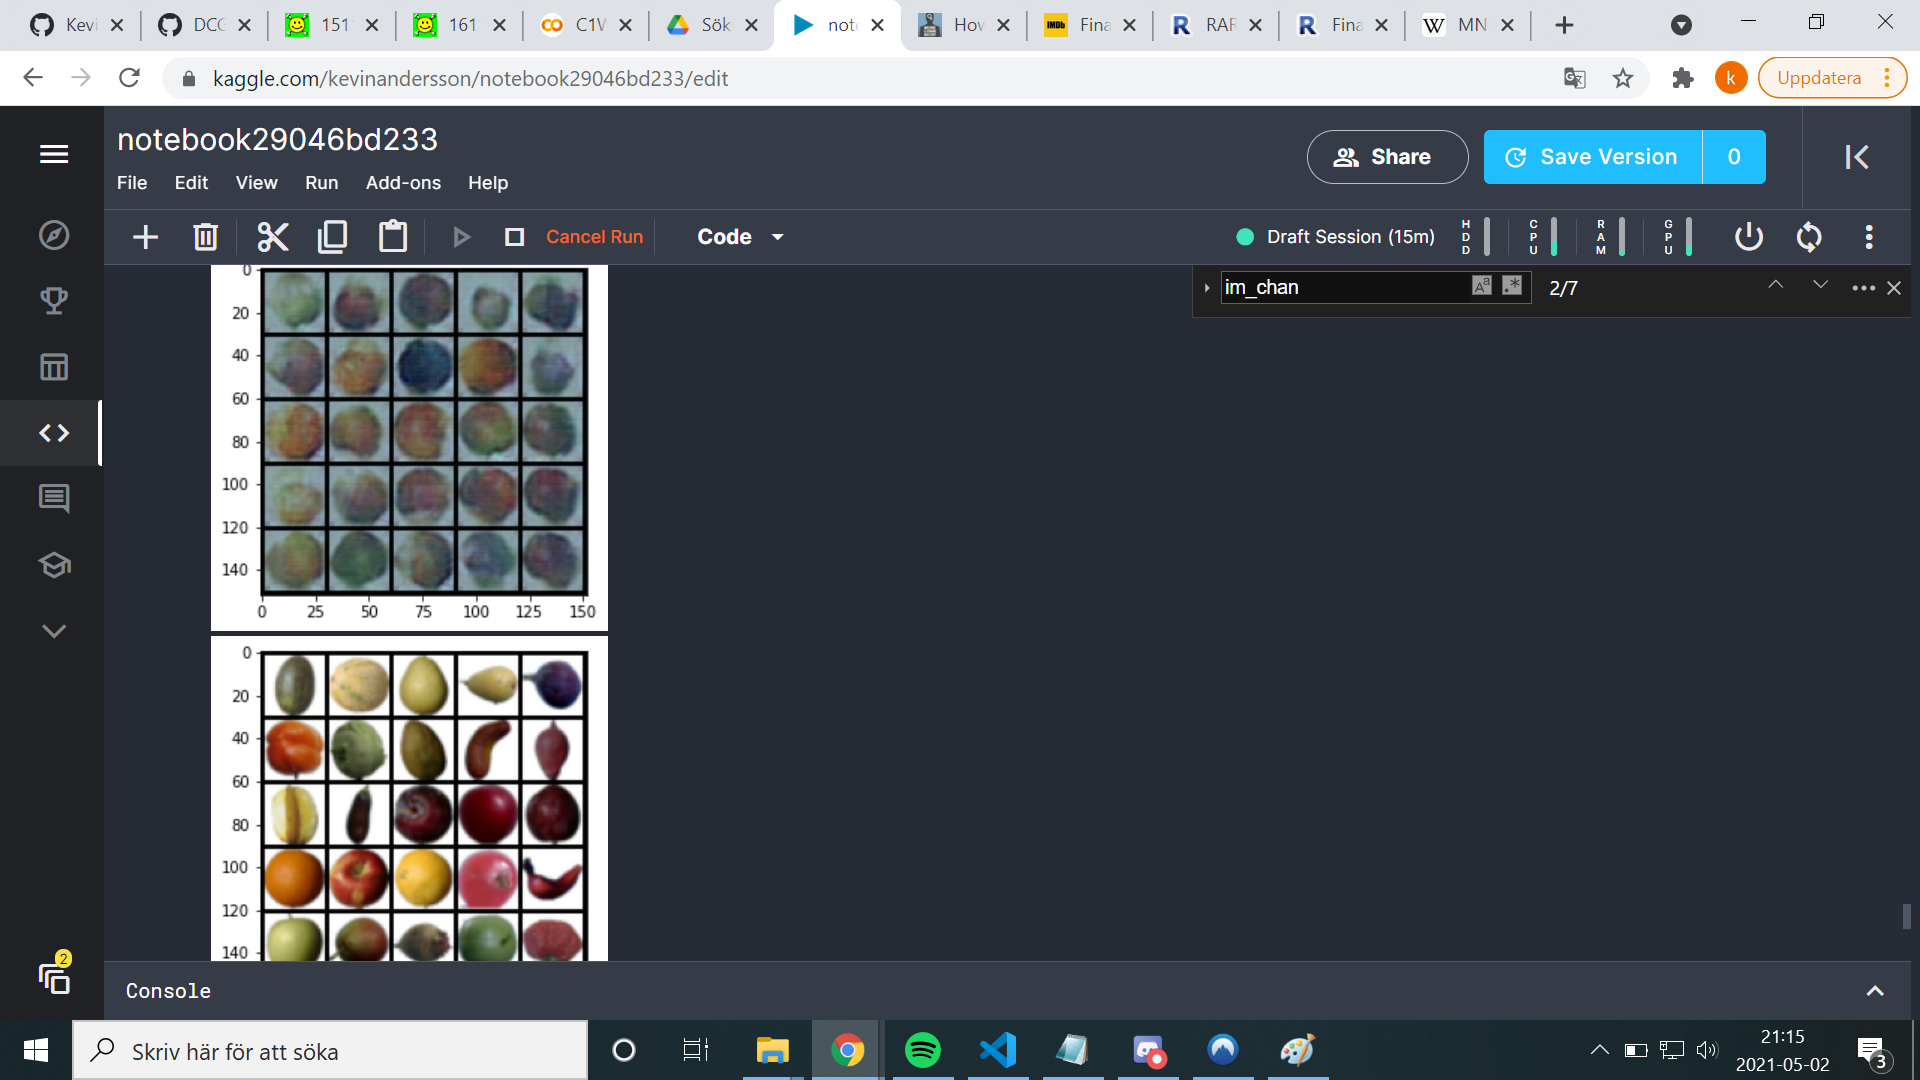 Kevi
DCG
151
161
C1V
Sök
not
How
Fina
RAR
Fina
W MN
kaggle.com/kevinandersson/notebook29046bd233/edit
k
Uppdatera
notebook29046bd233
File Edit View Run Add-ons Help
Share
Save Version 0
Cancel Run
Code
Draft Session (15m)
HDD
CPU
RAM
GPU
im_chan
Aa
.*
2/7
0
20
40
60
80
100
120
140
0 25 50 75 100 125 150
0
20
40
60
80
100
120
140
2
Console
Skriv här för att söka
21:15
2021-05-02
3